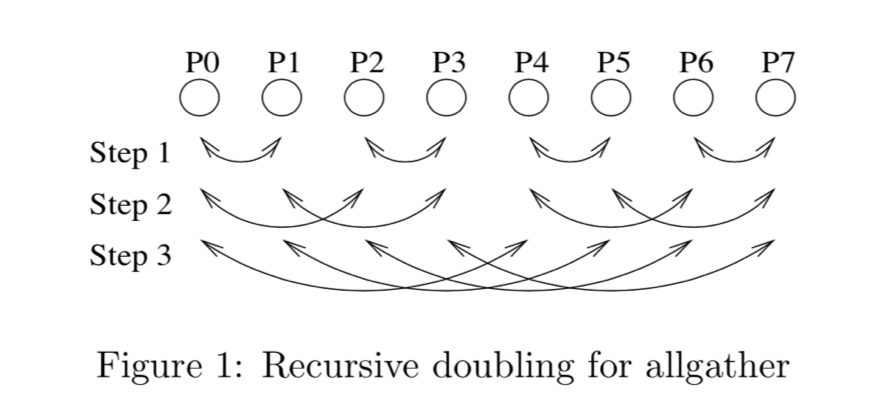 P0 P1 P2 P3 P4 P5 P6 P7
Step 1
Step 2
Step 3
Figure 1: Recursive doubling for allgather